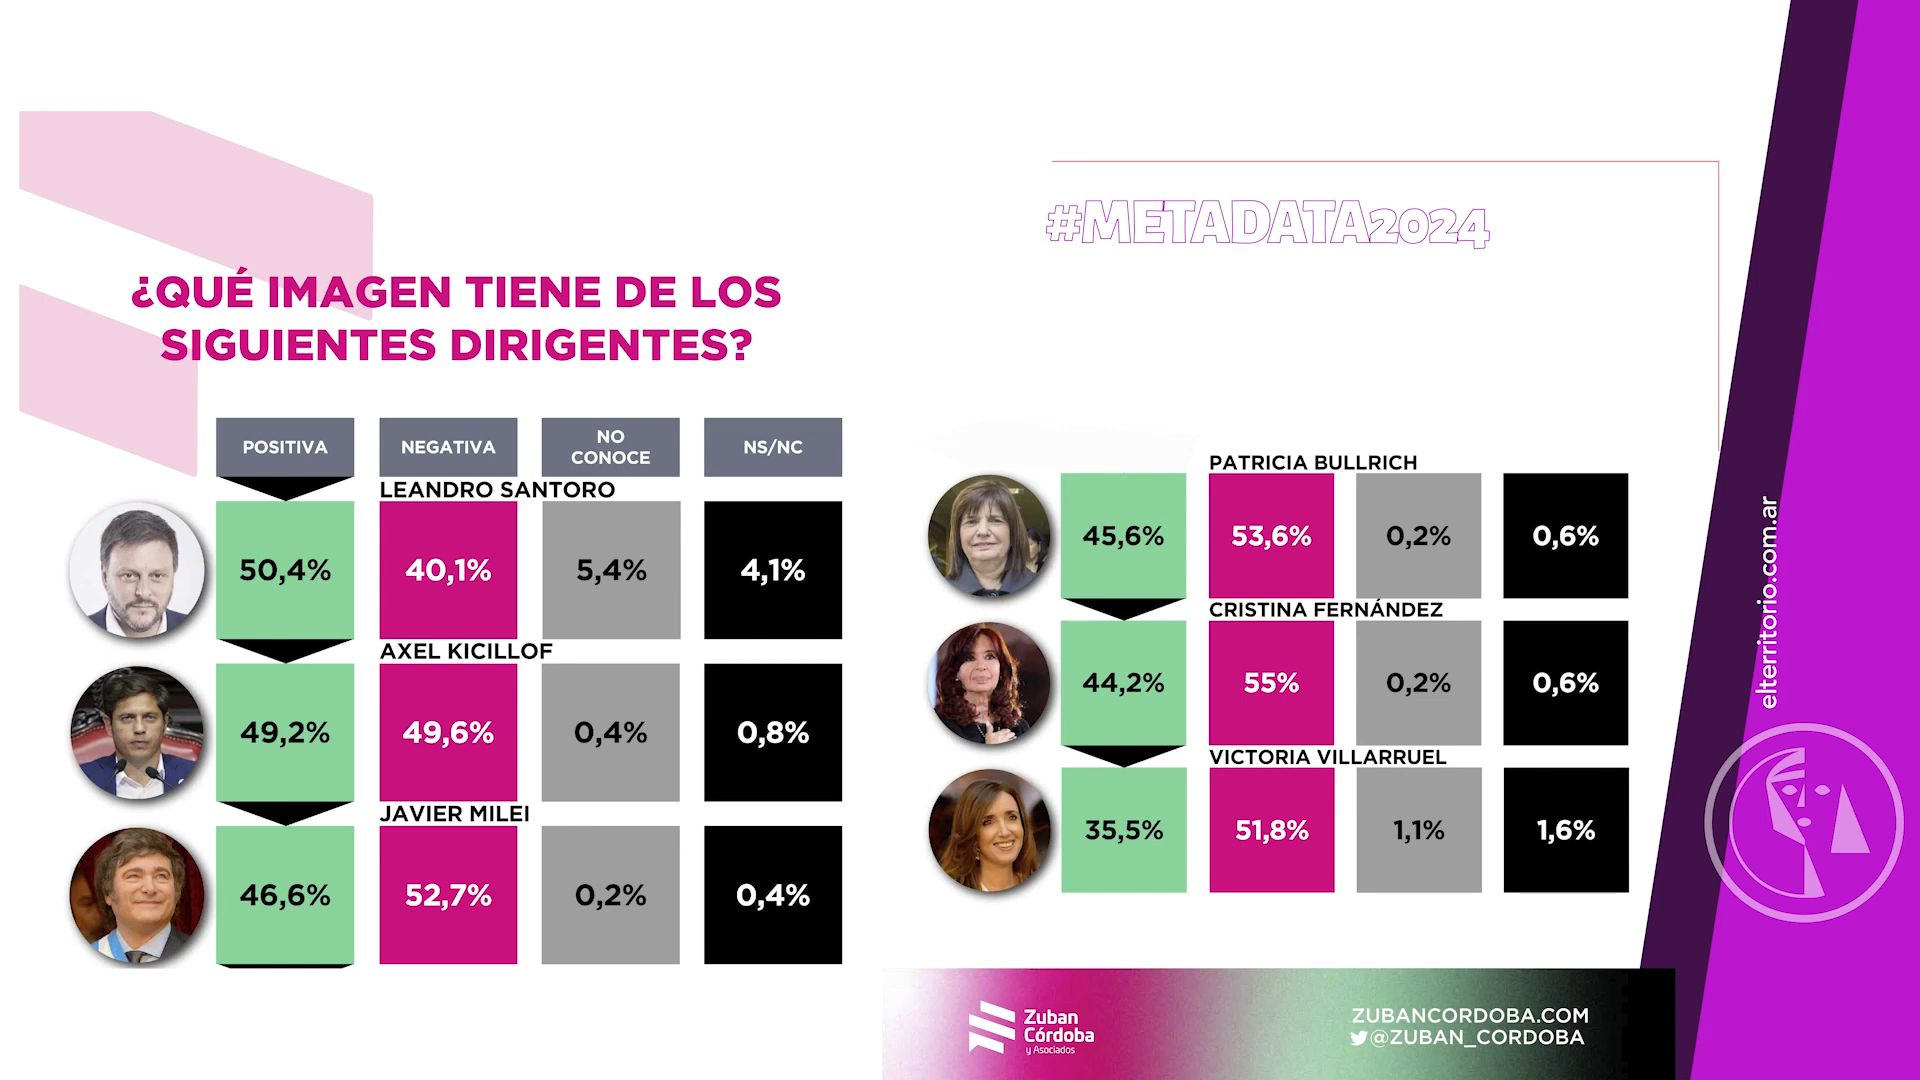 #METADATA2024
¿QUÉ IMAGEN TIENE DE LOS
SIGUIENTES DIRIGENTES?
POSITIVA NEGATIVA NO CONOCE NS/NC
LEANDRO SANTORO
50,4% 40,1% 5,4% 4,1%
AXEL KICILLOF
49,2% 49,6% 0,4% 0,8%
JAVIER MILEI
46,6% 52,7% 0,2% 0,4%
PATRICIA BULLRICH
45,6% 53,6% 0,2% 0,6%
CRISTINA FERNÁNDEZ
44,2% 55% 0,2% 0,6%
VICTORIA VILLARRUEL
35,5% 51,8% 1,1% 1,6%
elterritorio.com.ar
Zuban
Córdoba
y Asociados
ZUBANCORDOBA.COM
@ZUBAN_CORDOBA